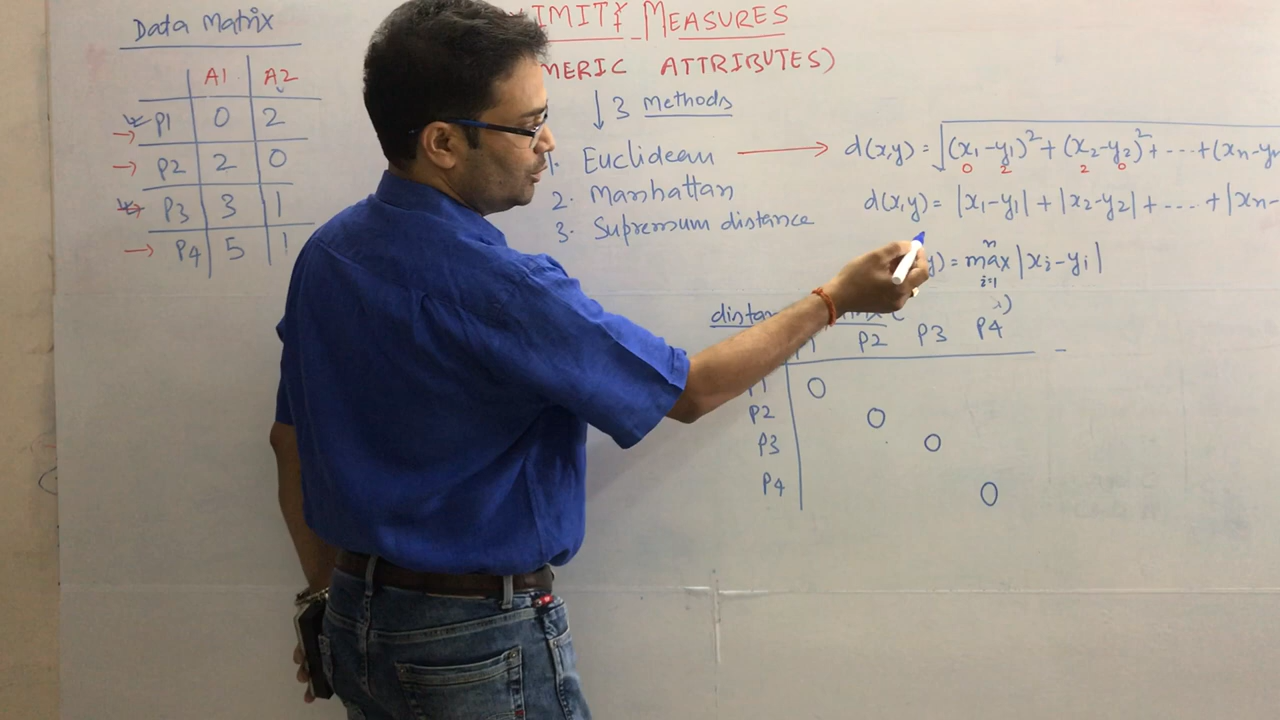 Data Matrix
A1 A2
P1 0 2
P2 2 0
P3 3 1
P4 5 1
MEASURES
ATTRIBUTES)
3 Methods
1. Euclidean
2. Manhattan
3. Supremum distance
d(x,y) = √(x1-y1)² + (x2-y2)² + ---- + (xn-yn
0 2 2 0
d(x,y) = |x1-y1| + |x2-y2| + .... + |xn-
y) = max |xi-yi|
n
i=1
P2 P3 P4
0
P2 0
P3 0
P4 0